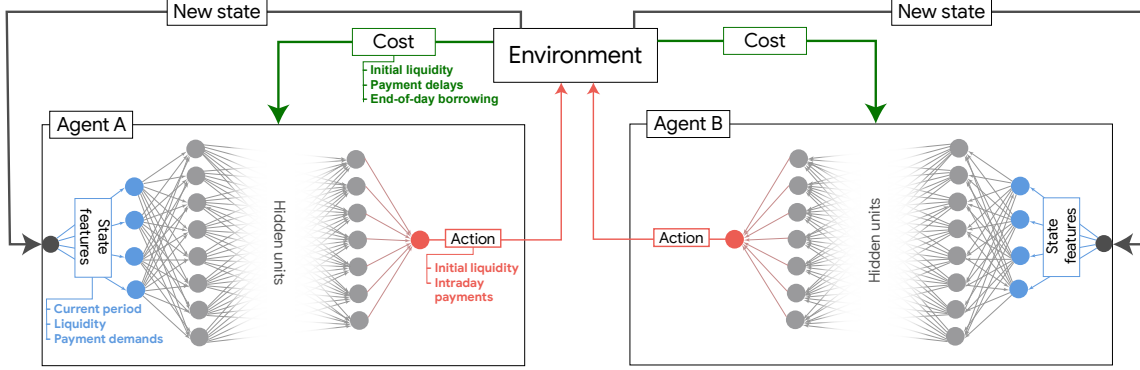 New state
New state
Cost
Environment
Cost
- Initial liquidity
- Payment delays
- End-of-day borrowing
Agent A
State
features
Hidden units
Action
- Initial liquidity
- Intraday
payments
- Current period
- Liquidity
- Payment demands
Agent B
Action
Hidden units
State
features